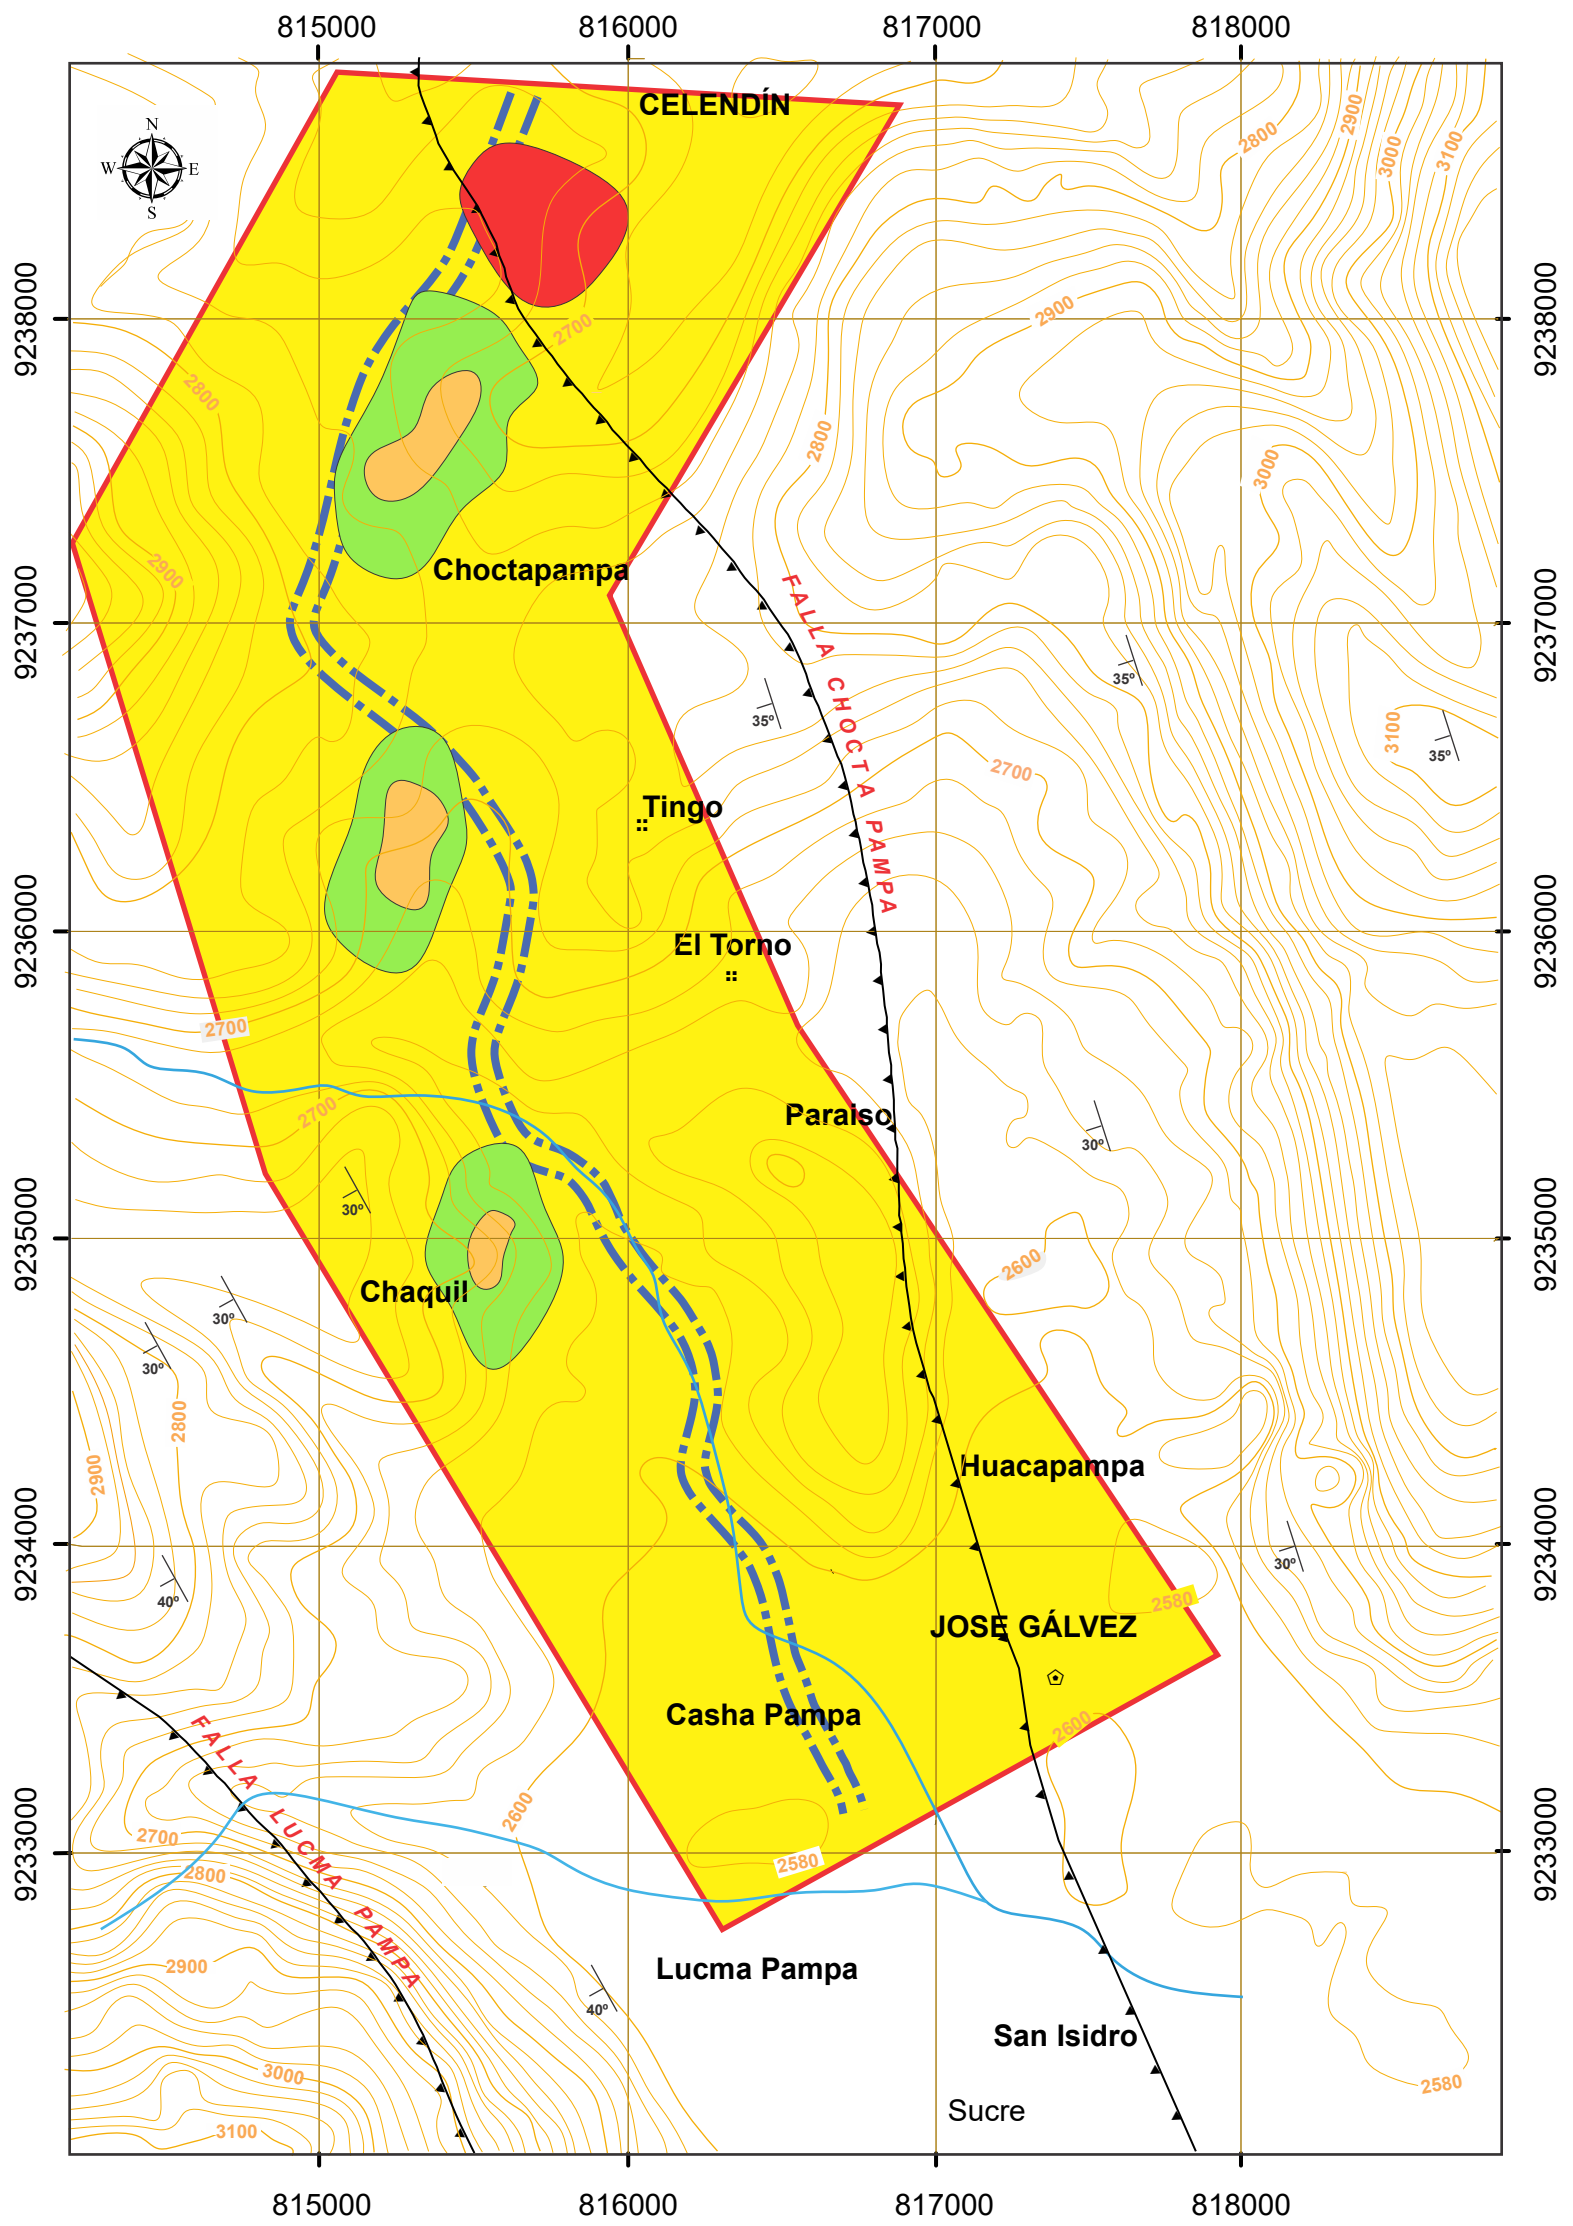 815000 816000 817000 818000
CELENDÍN
N
W E
S
2800
2900
3000
3100
9238000
9238000
2700
2900
2800
2800
3000
2900
Choctapampa
9237000
9237000
FALLA CHOCTA PAMPA
35º
35º
35º
3100
2700
Tingo
El Torno
9236000
9236000
2700
2700
Paraiso
30º
30º
9235000
9235000
2600
Chaquil
30º
30º
2800
2900
Huacapampa
9234000
9234000
30º
40º
2580
JOSE GÁLVEZ
Casha Pampa
2600
FALLA LUCMA PAMPA
2600
2700
2800
9233000
9233000
2580
2900
Lucma Pampa
40º
San Isidro
3000
2580
Sucre
3100
815000 816000 817000 818000